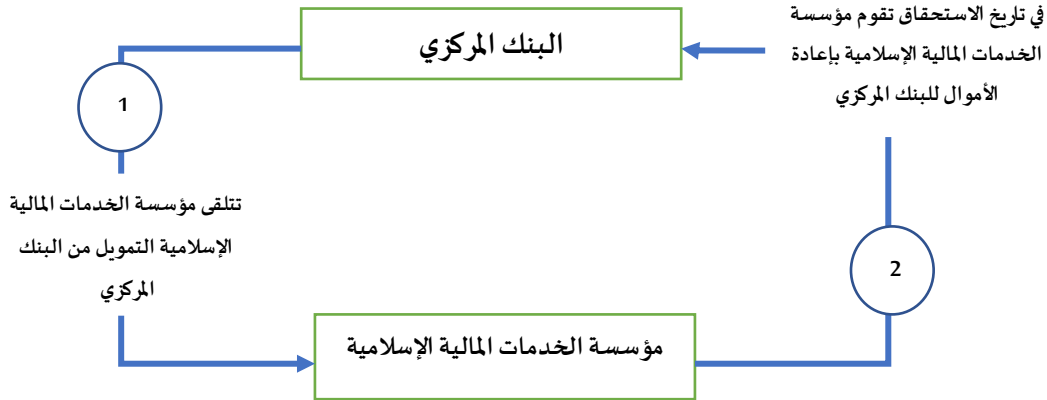 البنك المركزي
في تاريخ الاستحقاق تقوم مؤسسة
الخدمات المالية الإسلامية بإعادة
الأموال للبنك المركزي
1
تتلقى مؤسسة الخدمات المالية
الإسلامية التمويل من البنك
المركزي
2
مؤسسة الخدمات المالية الإسلامية